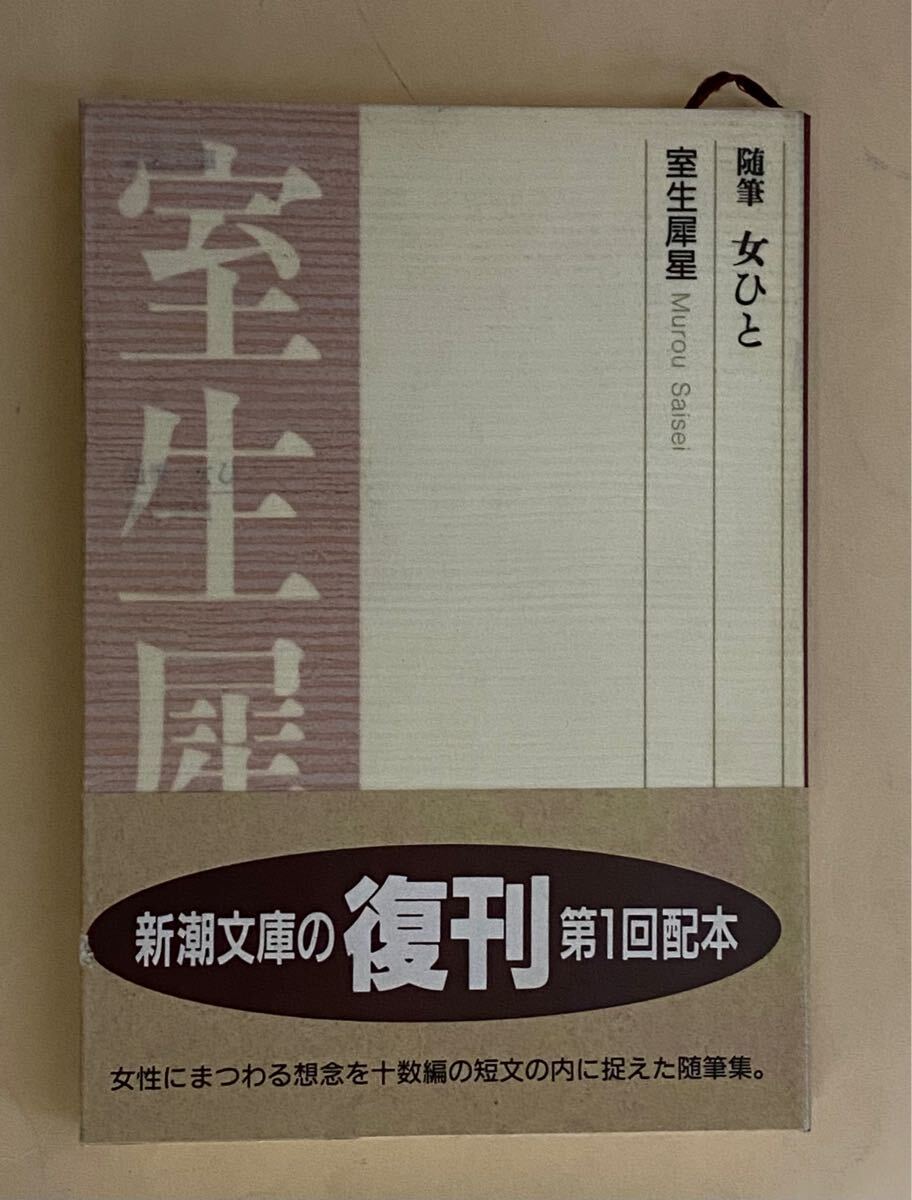 随筆 女ひと
室生犀星 Murou Saisei
室生犀
新潮文庫の復刊第1回配本
女性にまつわる想念を十数編の短文の内に捉えた随筆集。